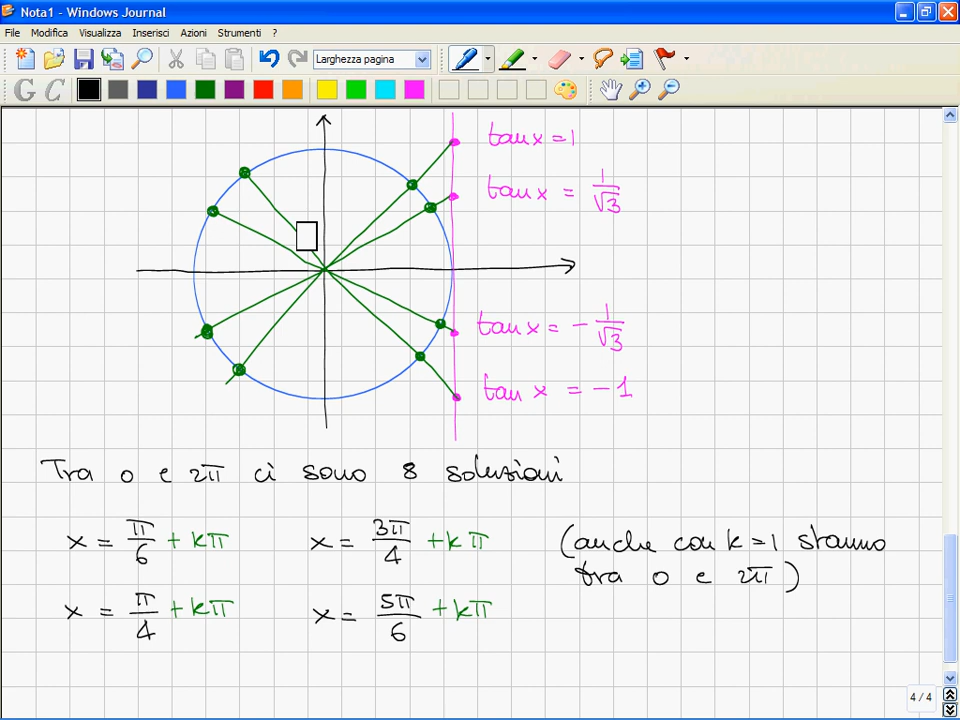 Nota1 - Windows Journal
File Modifica Visualizza Inserisci Azioni Strumenti ?
Larghezza pagina
G C
tan x = 1
tan x = 1/√3
tan x = - 1/√3
tan x = - 1
Tra 0 e 2π ci sono 8 soluzioni
x = π/6 + kπ x = 3π/4 + kπ (anche con k = 1 stanno
tra 0 e 2π)
x = π/4 + kπ x = 5π/6 + kπ
4 / 4